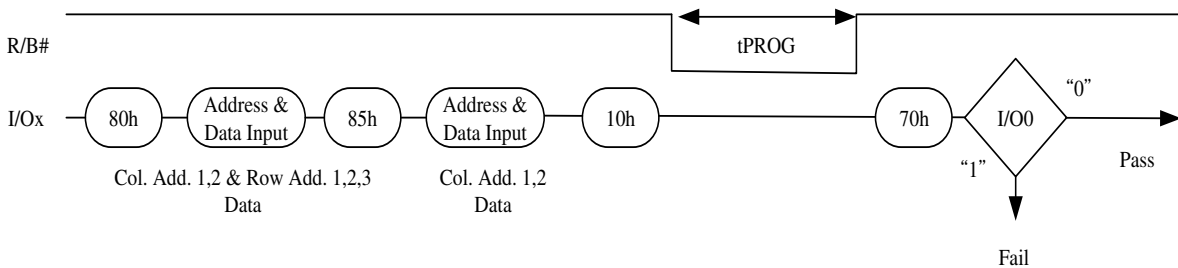 R/B#
tPROG
I/Ox
80h
Address &
Data Input
85h
Address &
Data Input
10h
70h
I/O0
“0”
“1”
Pass
Col. Add. 1,2 & Row Add. 1,2,3
Data
Col. Add. 1,2
Data
Fail